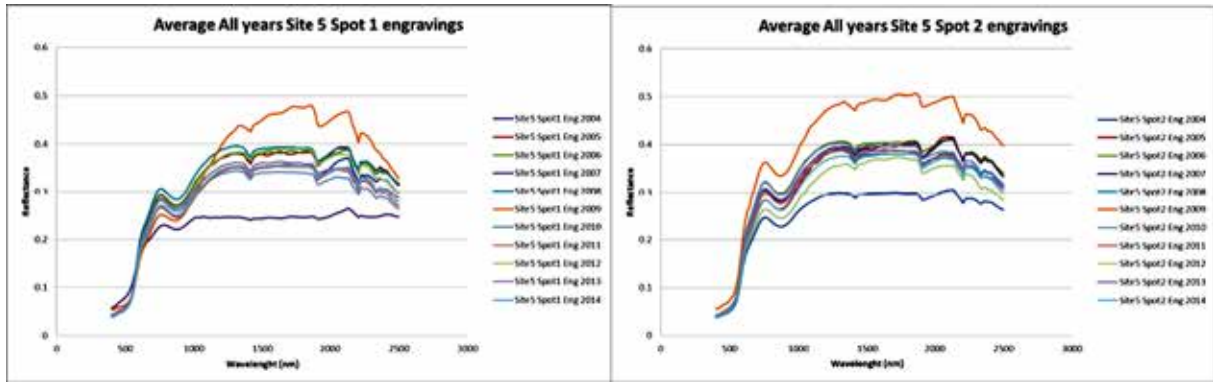 Average All years Site 5 Spot 1 engravings
0.6
0.5
0.4
0.3
0.2
0.1
0
Reflectance
0
500
1000
1500
2000
2500
3000
Wavelenght (nm)
Site5 Spot1 Eng 2004
Site5 Spot1 Eng 2005
Site5 Spot1 Eng 2006
Site5 Spot1 Eng 2007
Site5 Spot1 Eng 2008
Site5 Spot1 Eng 2009
Site5 Spot1 Eng 2010
Site5 Spot1 Eng 2011
Site5 Spot1 Eng 2012
Site5 Spot1 Eng 2013
Site5 Spot1 Eng 2014
Average All years Site 5 Spot 2 engravings
0.6
0.5
0.4
0.3
0.2
0.1
0
Reflectance
0
500
1000
1500
2000
2500
3000
Wavelenght (nm)
Site5 Spot2 Eng 2004
Site5 Spot2 Eng 2005
Site5 Spot2 Eng 2006
Site5 Spot2 Eng 2007
Site5 Spot2 Eng 2008
Site5 Spot2 Eng 2009
Site5 Spot2 Eng 2010
Site5 Spot2 Eng 2011
Site5 Spot2 Eng 2012
Site5 Spot2 Eng 2013
Site5 Spot2 Eng 2014